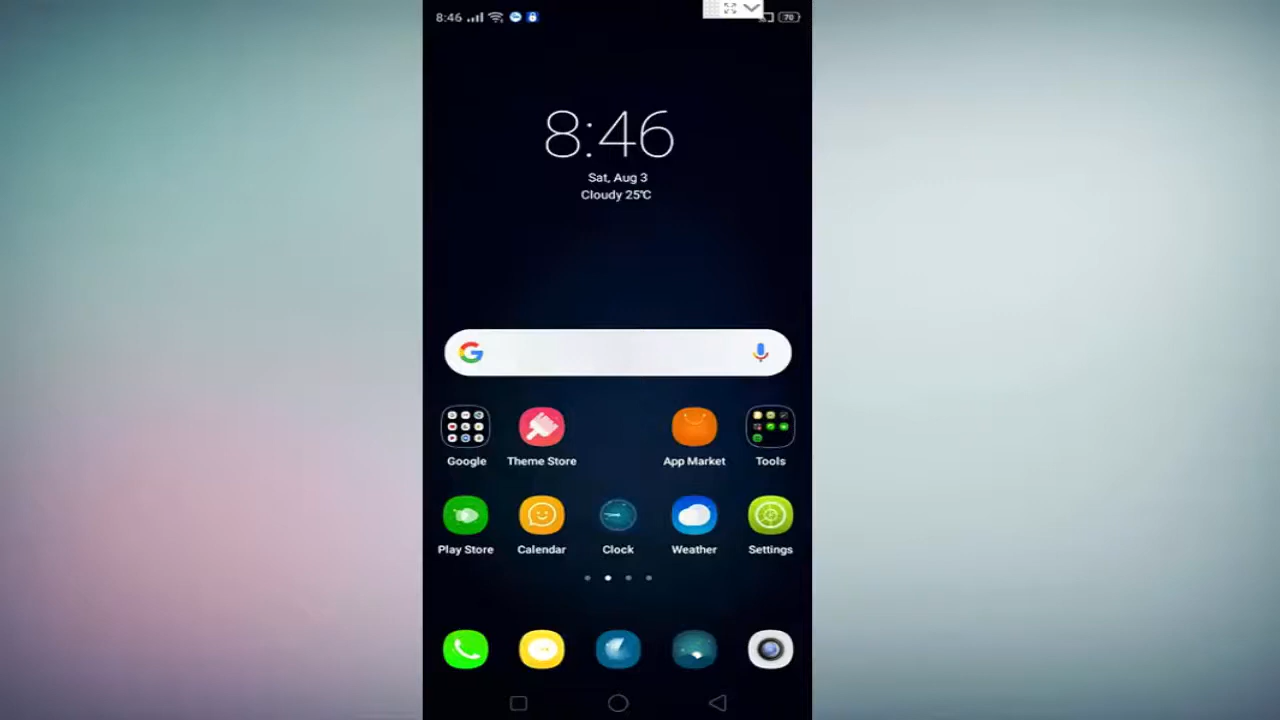 8:46
70
8:46
Sat, Aug 3
Cloudy 25℃
Google
Theme Store
App Market
Tools
Play Store
Calendar
Clock
Weather
Settings